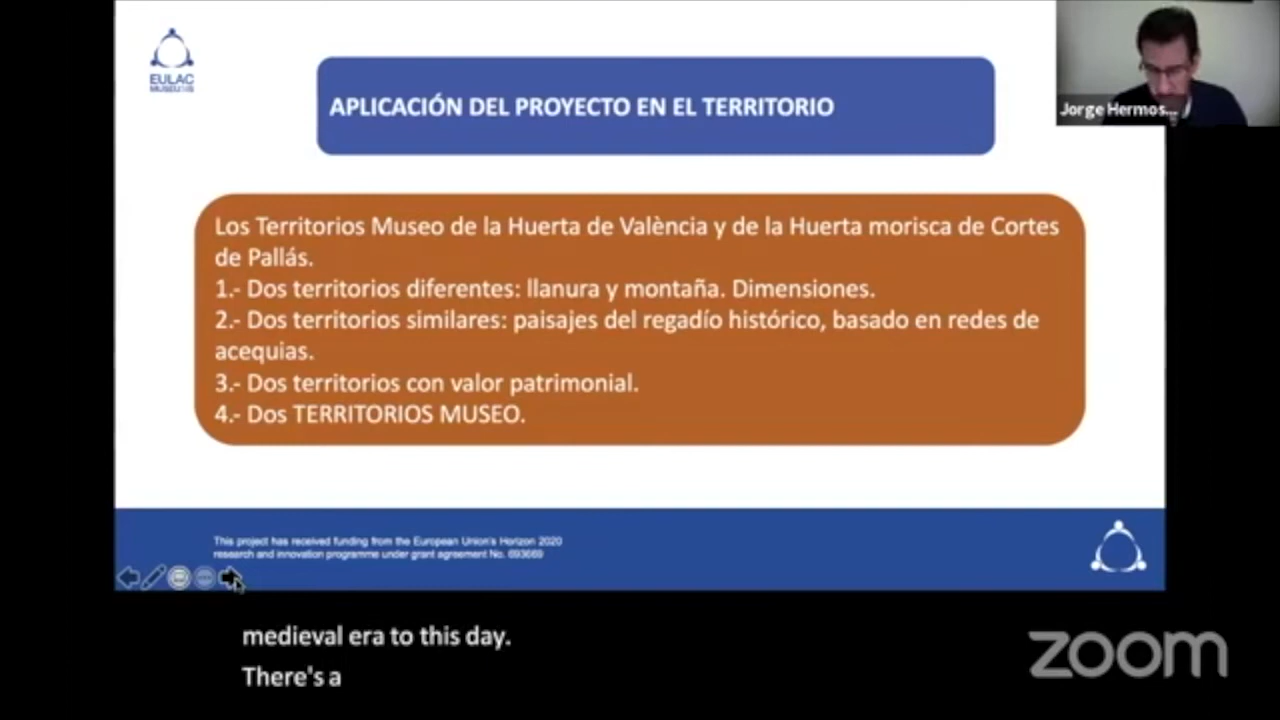 EULAC
MUSEUMS
Jorge Hermos...
APLICACIÓN DEL PROYECTO EN EL TERRITORIO
Los Territorios Museo de la Huerta de València y de la Huerta morisca de Cortes
de Pallás.
1.- Dos territorios diferentes: llanura y montaña. Dimensiones.
2.- Dos territorios similares: paisajes del regadío histórico, basado en redes de
acequias.
3.- Dos territorios con valor patrimonial.
4.- Dos TERRITORIOS MUSEO.
This project has received funding from the European Union's Horizon 2020
research and innovation programme under grant agreement No. 693669
medieval era to this day.
There's a
zoom